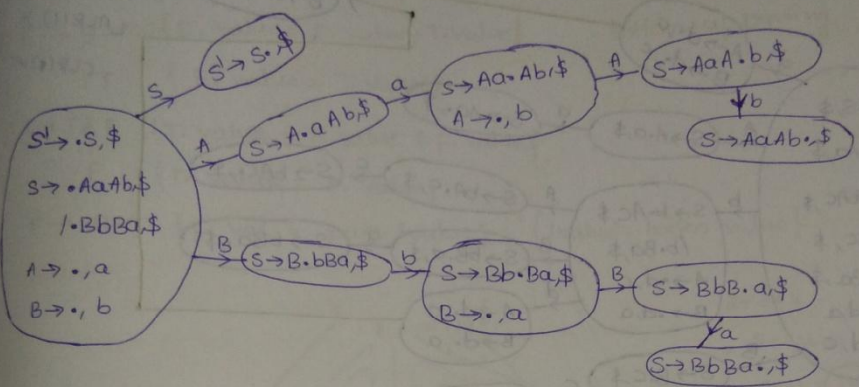 S' → S•, $
S
S' → •S, $
S → •AaAb, $
/•BbBa, $
A → •, a
B → •, b
A
S → A•aAb, $
a
S → Aa•Ab, $
A → •, b
A
S → AaA•b, $
b
S → AaAb•, $
B
S → B•bBa, $
b
S → Bb•Ba, $
B → •, a
B
S → BbB•a, $
a
S → BbBa•, $